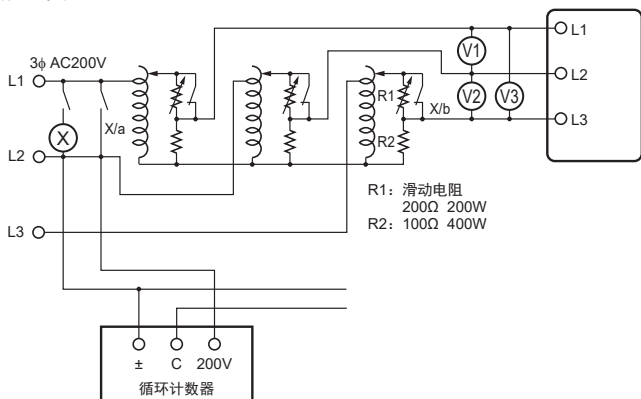 3ϕ AC200V
L1
L2
L3
X
X/a
R1
R2
X/b
V1
V2
V3
L1
L2
L3
R1：滑动电阻
200Ω 200W
R2：100Ω 400W
± C 200V
循环计数器